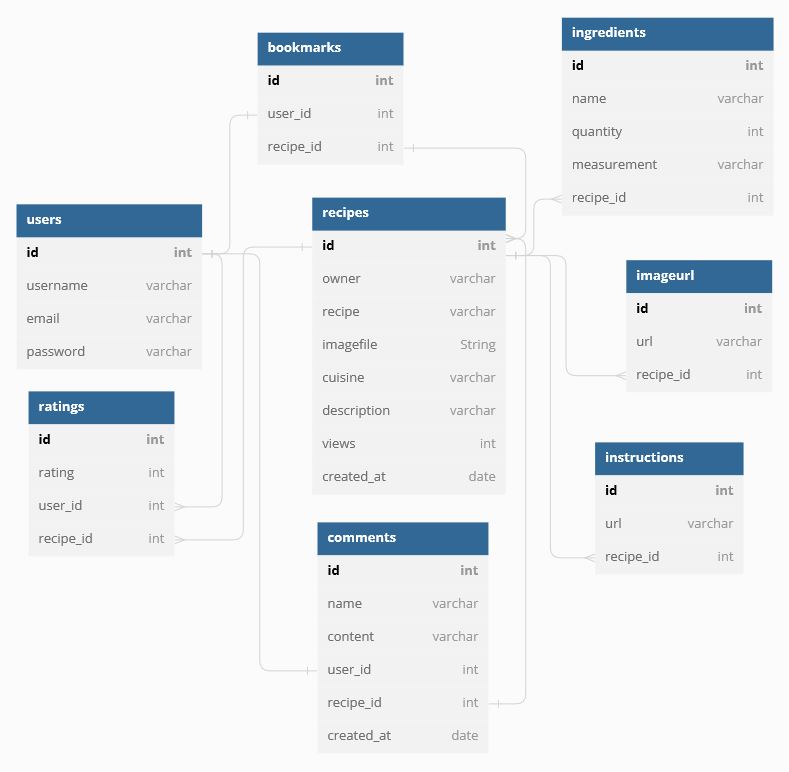 bookmarks
id int
user_id int
recipe_id int
ingredients
id int
name varchar
quantity int
measurement varchar
recipe_id int
users
id int
username varchar
email varchar
password varchar
recipes
id int
owner varchar
recipe varchar
imagefile String
cuisine varchar
description varchar
views int
created_at date
imageurl
id int
url varchar
recipe_id int
ratings
id int
rating int
user_id int
recipe_id int
instructions
id int
url varchar
recipe_id int
comments
id int
name varchar
content varchar
user_id int
recipe_id int
created_at date